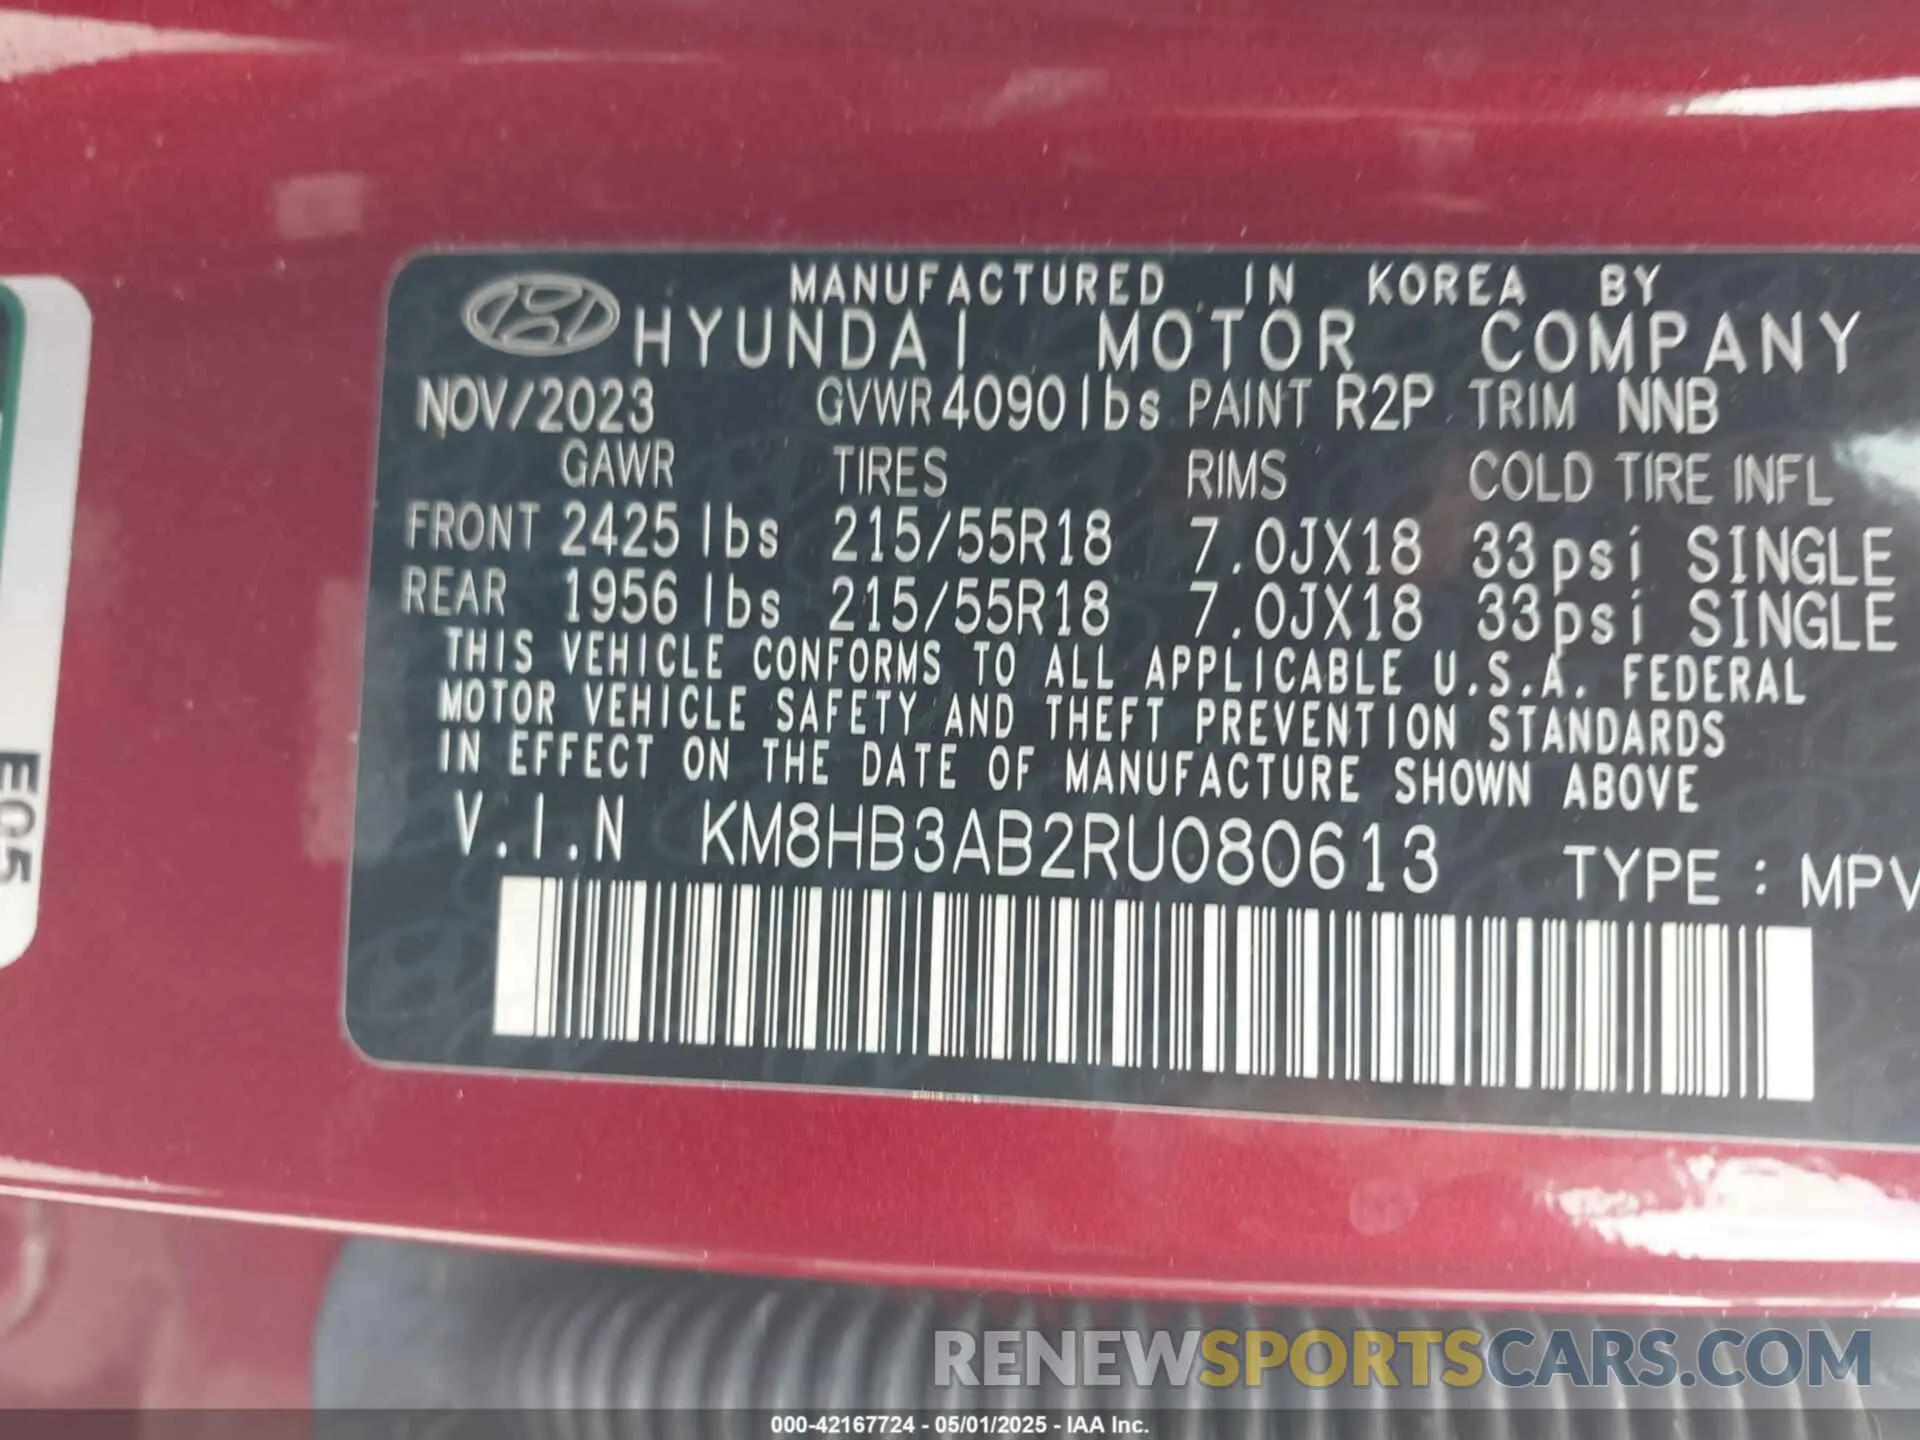 MANUFACTURED IN KOREA BY
HYUNDAI MOTOR COMPANY
NOV/2023 GVWR 4090lbs PAINT R2P TRIM NNB
GAWR TIRES RIMS COLD TIRE INFL
FRONT 2425 lbs 215/55R18 7.0JX18 33psi SINGLE
REAR 1956 lbs 215/55R18 7.0JX18 33psi SINGLE
THIS VEHICLE CONFORMS TO ALL APPLICABLE U.S.A. FEDERAL
MOTOR VEHICLE SAFETY AND THEFT PREVENTION STANDARDS
IN EFFECT ON THE DATE OF MANUFACTURE SHOWN ABOVE
V.I.N KM8HB3AB2RU080613
TYPE : MPV
RENEWSPORTSCARS.COM
000-42167724 - 05/01/2025 - IAA Inc.